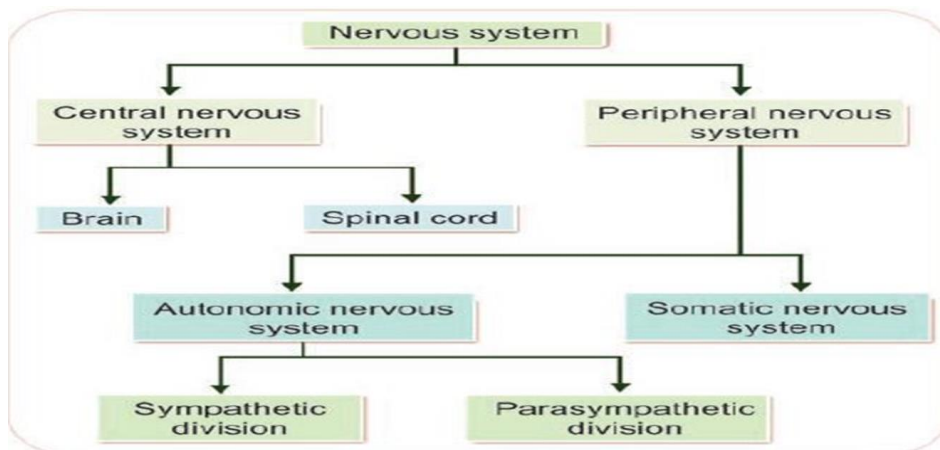 Nervous system
Central nervous
system
Peripheral nervous
system
Brain
Spinal cord
Autonomic nervous
system
Somatic nervous
system
Sympathetic
division
Parasympathetic
division